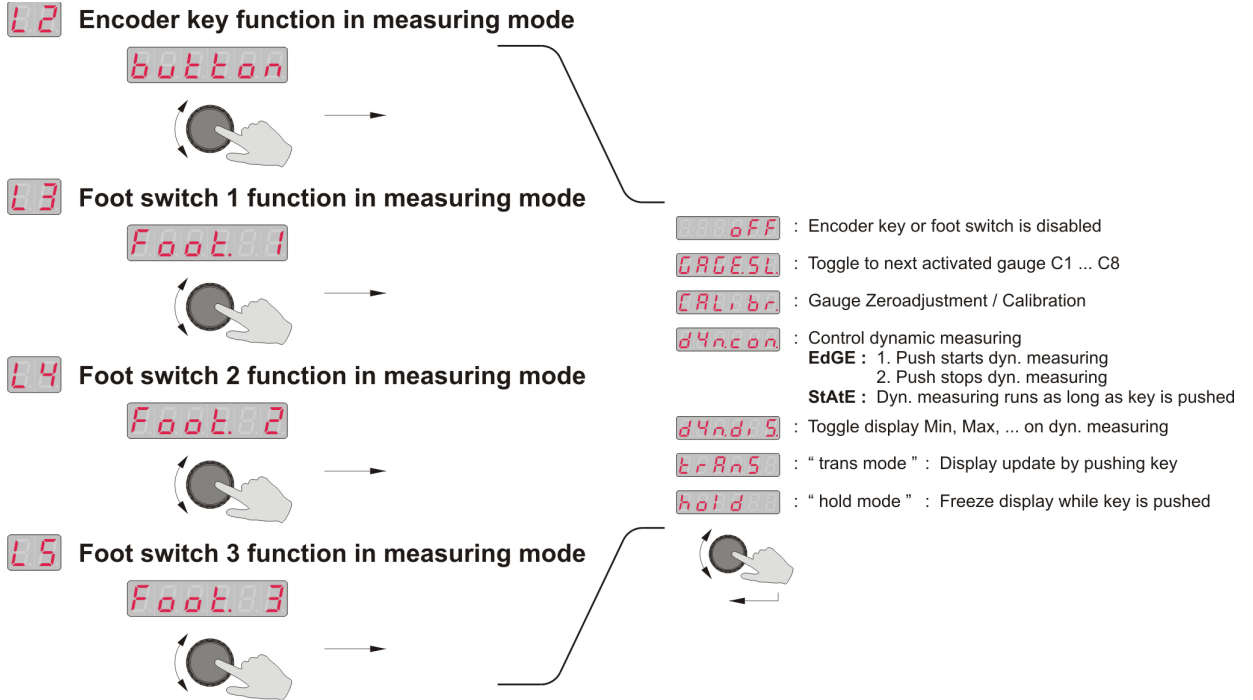 L2 Encoder key function in measuring mode
button
L3 Foot switch 1 function in measuring mode
Foot. 1
L4 Foot switch 2 function in measuring mode
Foot. 2
L5 Foot switch 3 function in measuring mode
Foot. 3
oFF : Encoder key or foot switch is disabled
GAGE.SL. : Toggle to next activated gauge C1 ... C8
CALibr. : Gauge Zeroadjustment / Calibration
dYn.con. : Control dynamic measuring
EdGE : 1. Push starts dyn. measuring
2. Push stops dyn. measuring
StAtE : Dyn. measuring runs as long as key is pushed
dYn.diS. : Toggle display Min, Max, ... on dyn. measuring
trAnS : “ trans mode ” : Display update by pushing key
hold : “ hold mode ” : Freeze display while key is pushed